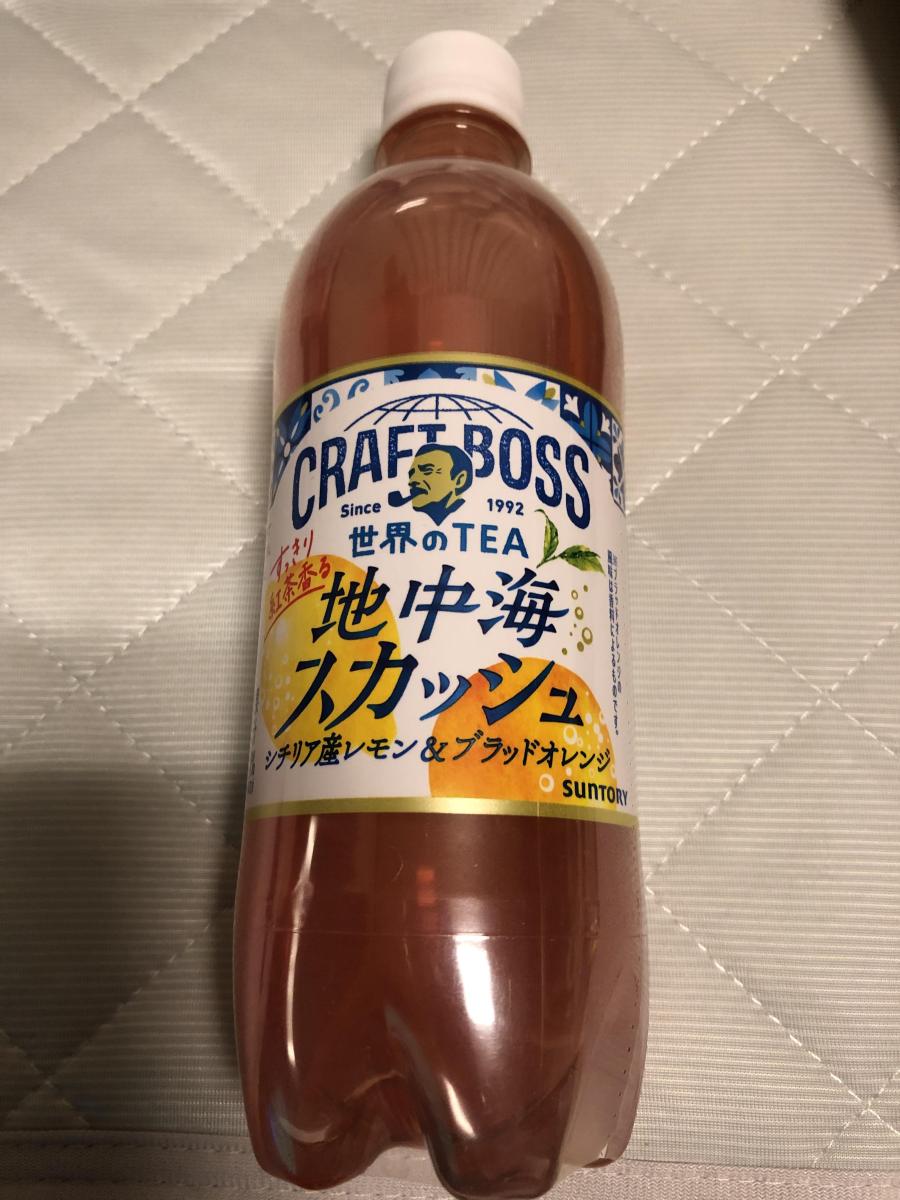 CRAFT BOSS
Since 1992
世界のTEA
すっきり
紅茶香る
地中海
スカッシュ
シチリア産レモン&ブラッドオレンジ
SUNTORY